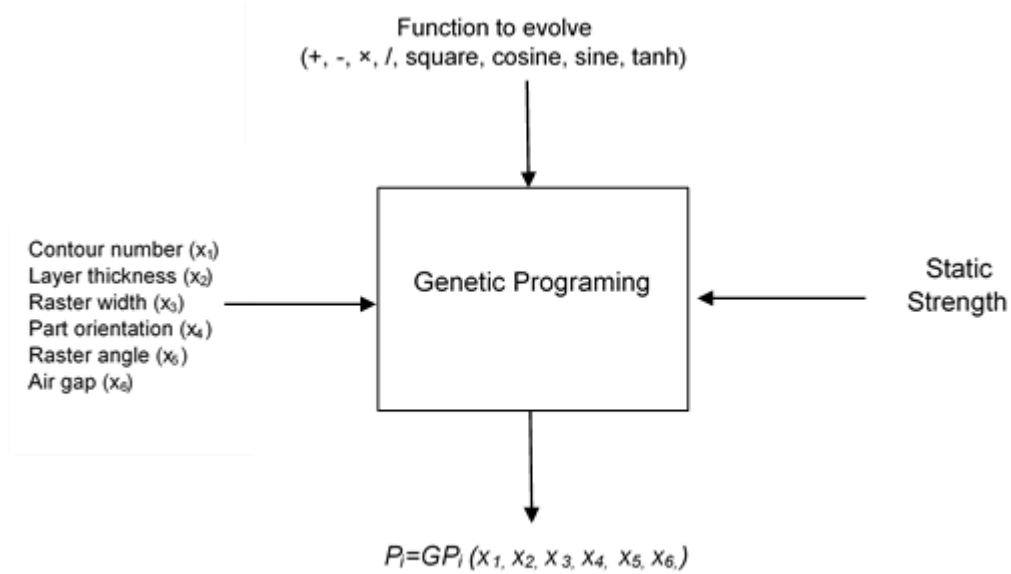 Function to evolve
(+, -, ×, /, square, cosine, sine, tanh)
Contour number (x₁)
Layer thickness (x₂)
Raster width (x₃)
Part orientation (x₄)
Raster angle (x₅)
Air gap (x₆)
Genetic Programing
Static
Strength
Pᵢ=GPᵢ (x₁, x₂, x₃, x₄, x₅, x₆,)